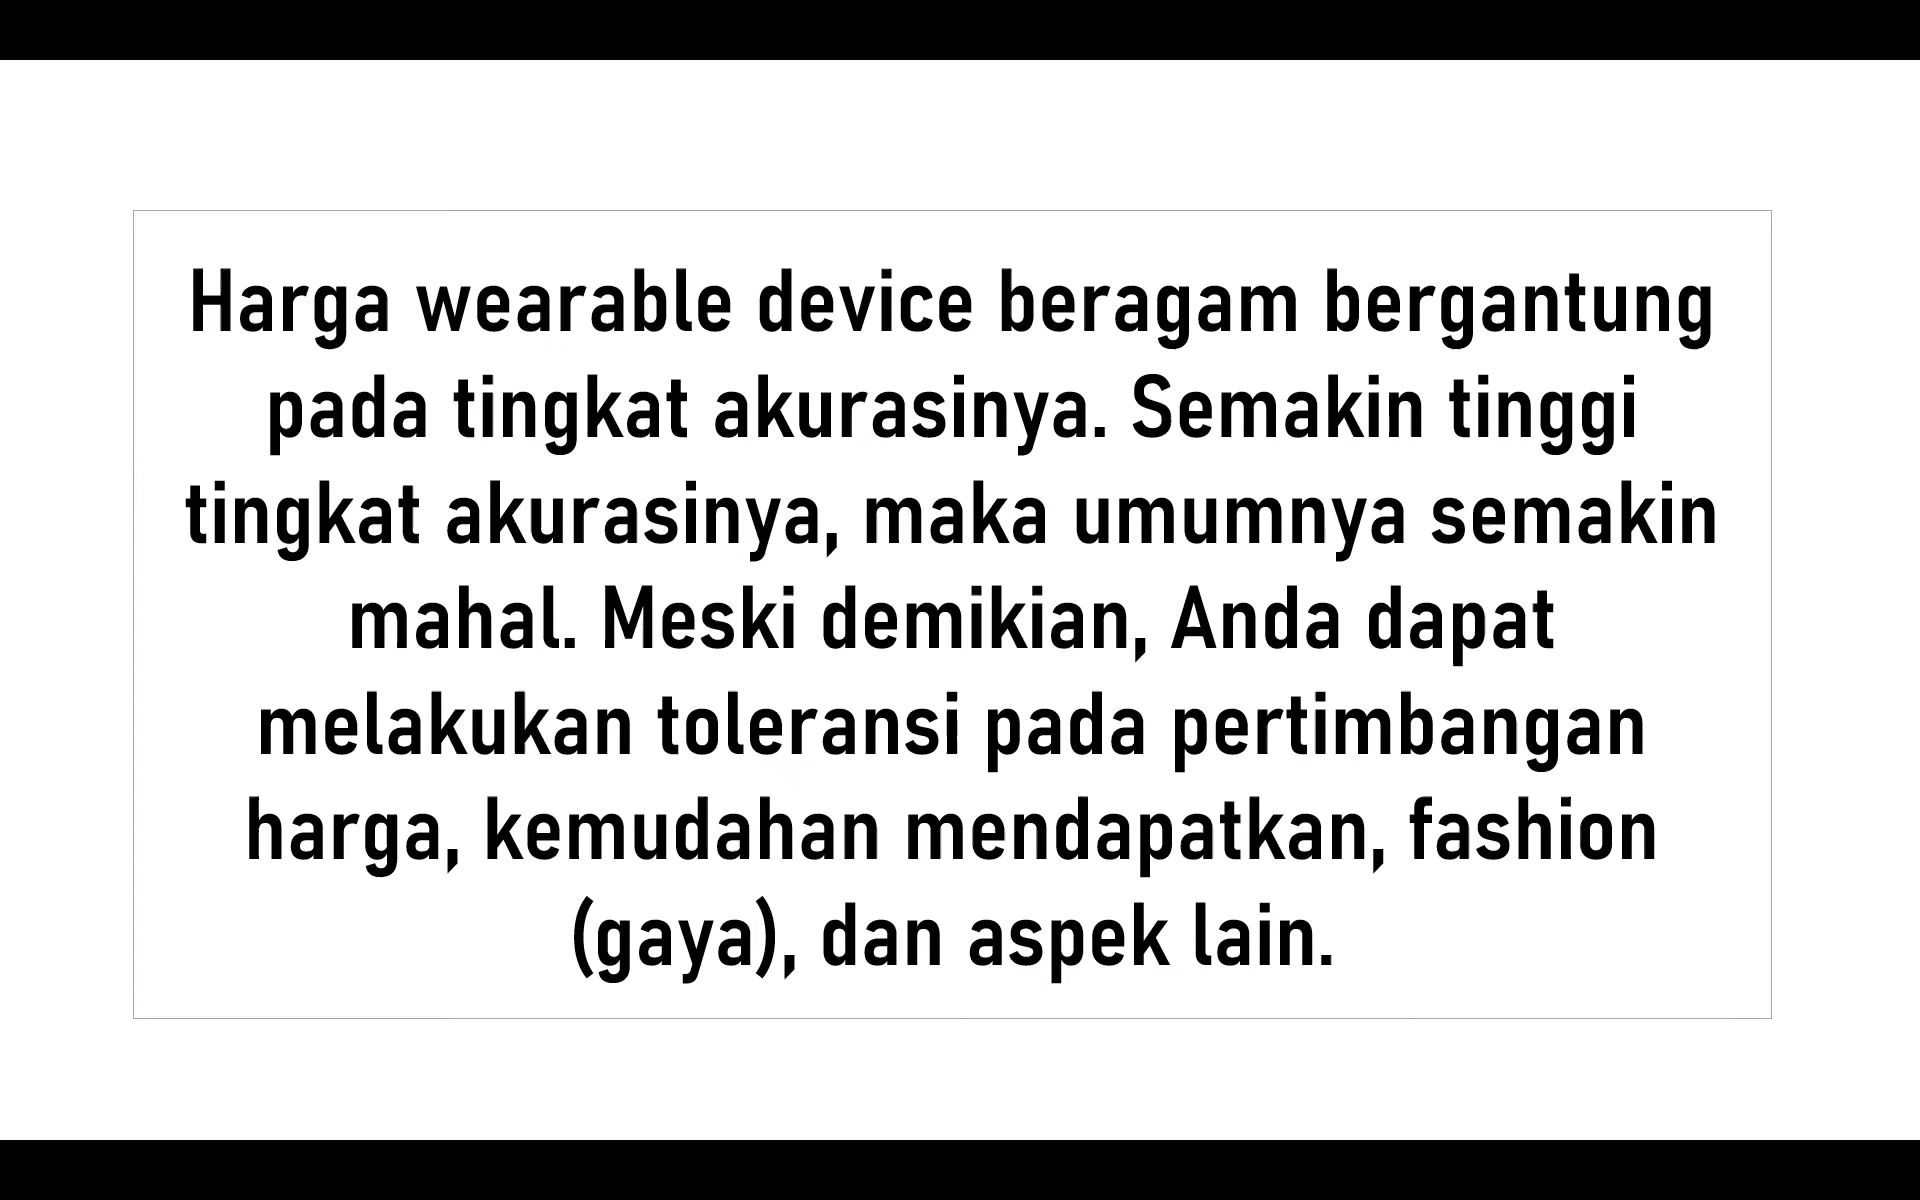 Harga wearable device beragam bergantung
pada tingkat akurasinya. Semakin tinggi
tingkat akurasinya, maka umumnya semakin
mahal. Meski demikian, Anda dapat
melakukan toleransi pada pertimbangan
harga, kemudahan mendapatkan, fashion
(gaya), dan aspek lain.